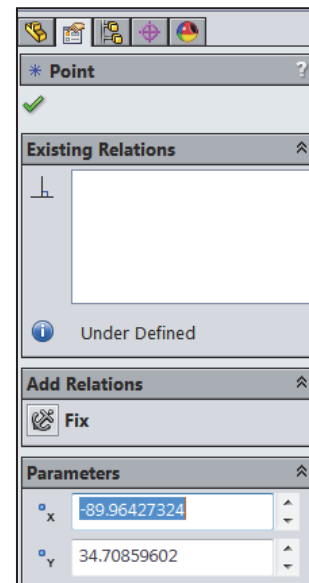 Point ?
Existing Relations
Under Defined
Add Relations
Fix
Parameters
X -89.96427324
Y 34.70859602